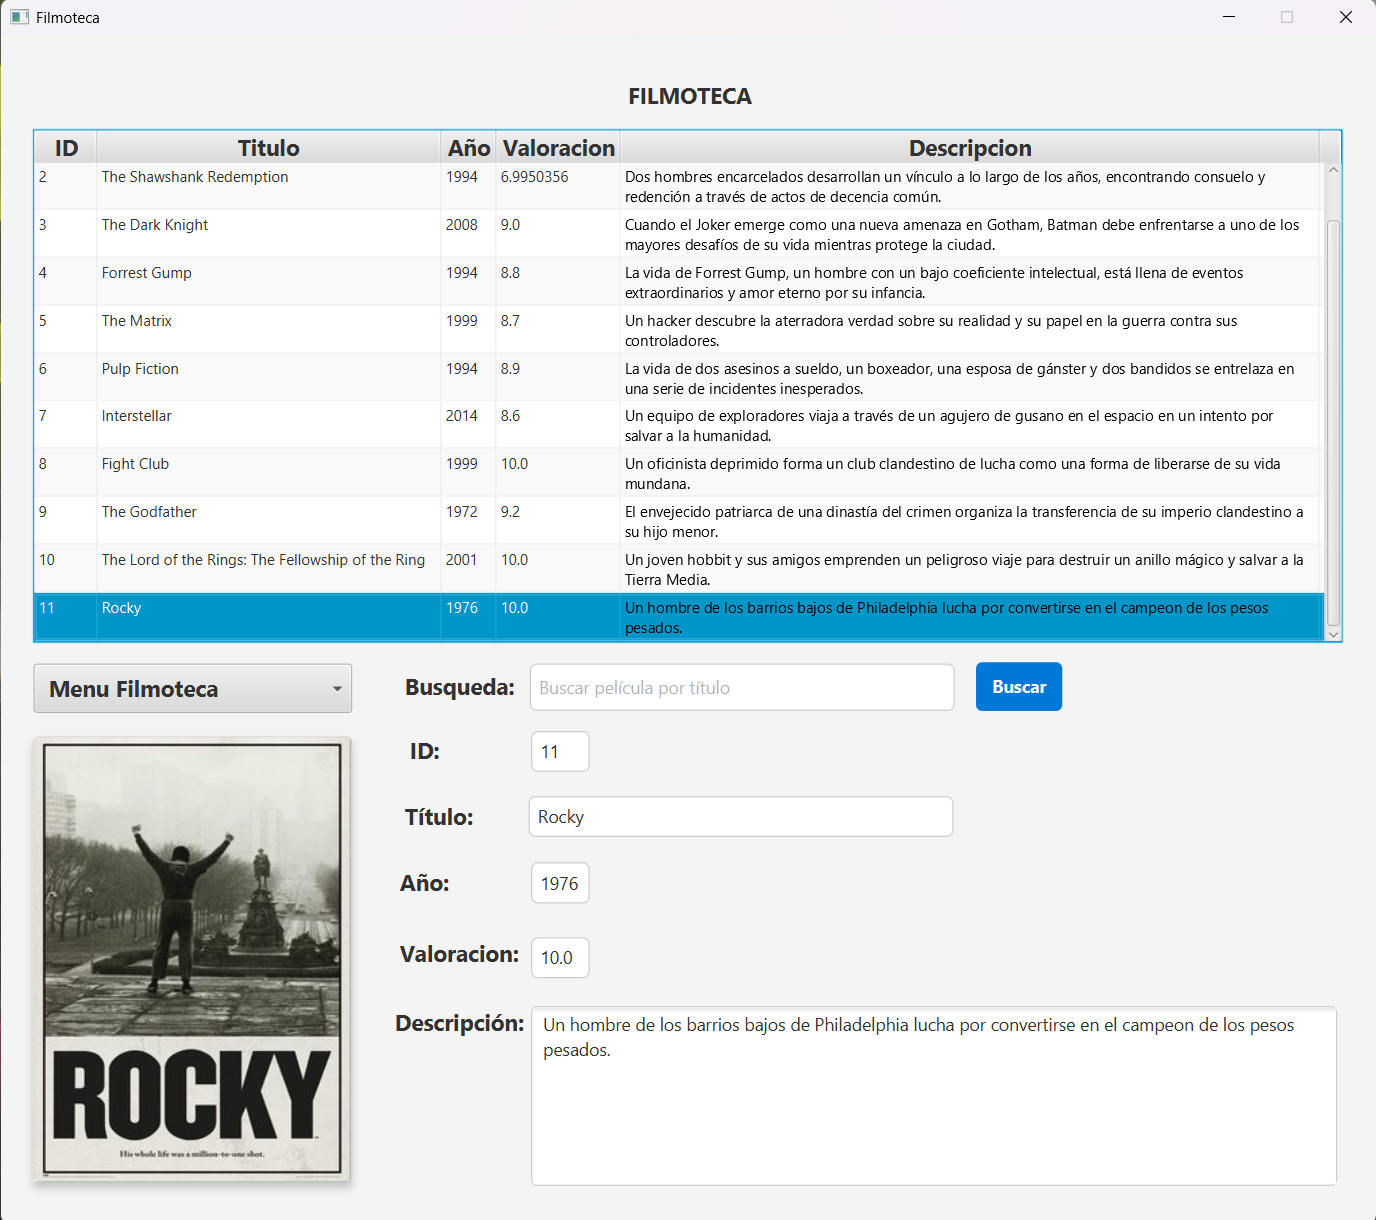 Filmoteca
FILMOTECA
ID Titulo Año Valoracion Descripcion
2 The Shawshank Redemption 1994 6.9950356 Dos hombres encarcelados desarrollan un vínculo a lo largo de los años, encontrando consuelo y
redención a través de actos de decencia común.
3 The Dark Knight 2008 9.0 Cuando el Joker emerge como una nueva amenaza en Gotham, Batman debe enfrentarse a uno de los
mayores desafíos de su vida mientras protege la ciudad.
4 Forrest Gump 1994 8.8 La vida de Forrest Gump, un hombre con un bajo coeficiente intelectual, está llena de eventos
extraordinarios y amor eterno por su infancia.
5 The Matrix 1999 8.7 Un hacker descubre la aterradora verdad sobre su realidad y su papel en la guerra contra sus
controladores.
6 Pulp Fiction 1994 8.9 La vida de dos asesinos a sueldo, un boxeador, una esposa de gánster y dos bandidos se entrelaza en
una serie de incidentes inesperados.
7 Interstellar 2014 8.6 Un equipo de exploradores viaja a través de un agujero de gusano en el espacio en un intento por
salvar a la humanidad.
8 Fight Club 1999 10.0 Un oficinista deprimido forma un club clandestino de lucha como una forma de liberarse de su vida
mundana.
9 The Godfather 1972 9.2 El envejecido patriarca de una dinastía del crimen organiza la transferencia de su imperio clandestino a
su hijo menor.
10 The Lord of the Rings: The Fellowship of the Ring 2001 10.0 Un joven hobbit y sus amigos emprenden un peligroso viaje para destruir un anillo mágico y salvar a la
Tierra Media.
11 Rocky 1976 10.0 Un hombre de los barrios bajos de Philadelphia lucha por convertirse en el campeon de los pesos
pesados.
Menu Filmoteca
Busqueda: Buscar película por título Buscar
ID: 11
Título: Rocky
Año: 1976
Valoracion: 10.0
Descripción: Un hombre de los barrios bajos de Philadelphia lucha por convertirse en el campeon de los pesos
pesados.
ROCKY
His whole life was a million-to-one shot.